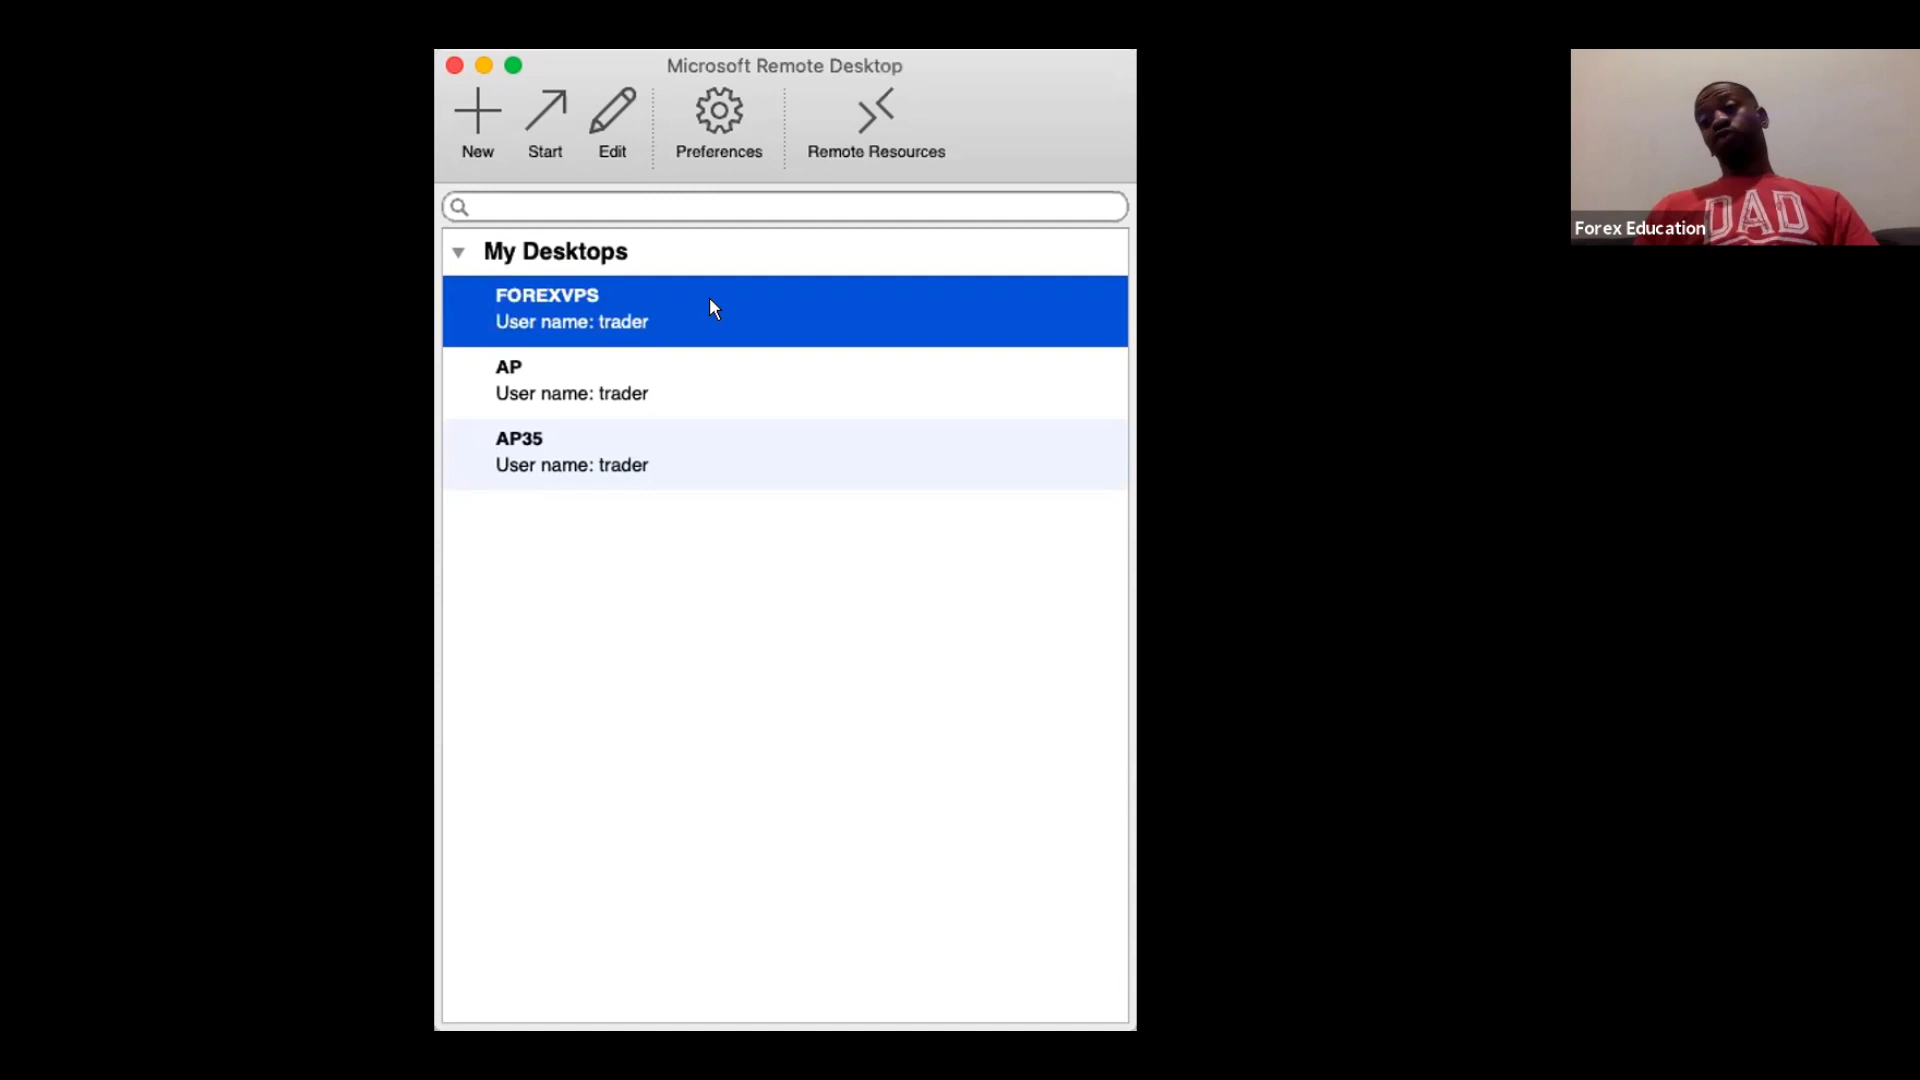 Microsoft Remote Desktop
New
Start
Edit
Preferences
Remote Resources
My Desktops
FOREXVPS
User name: trader
AP
User name: trader
AP35
User name: trader
DAD
Forex Education